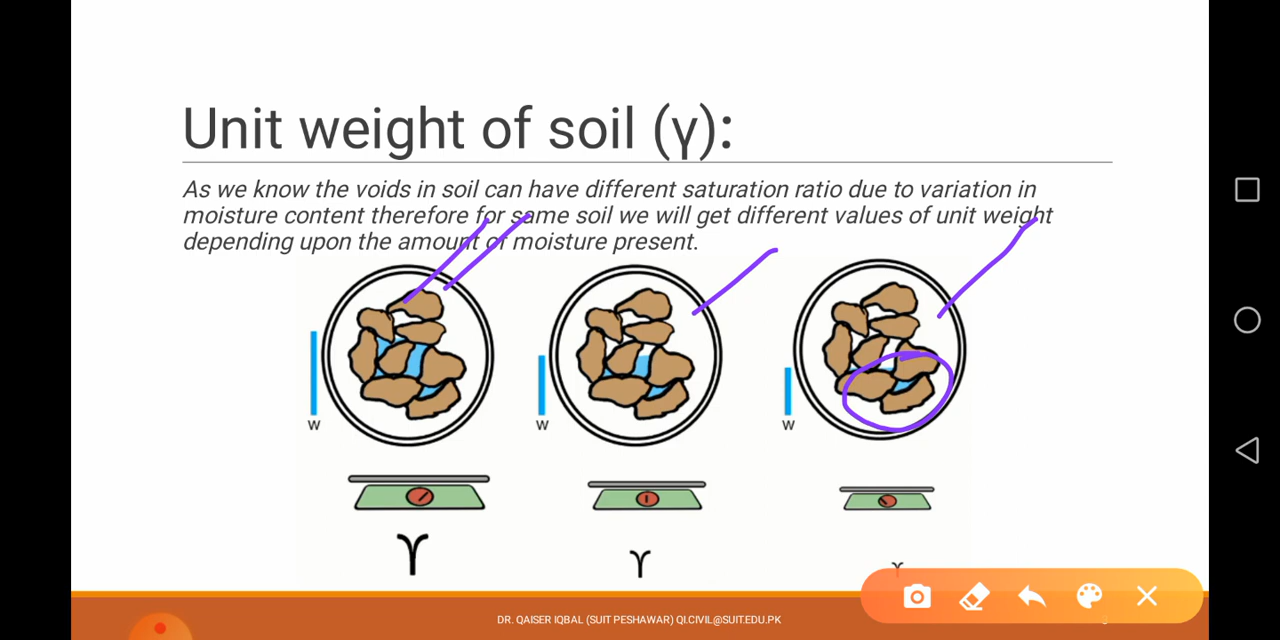 Unit weight of soil (γ):
As we know the voids in soil can have different saturation ratio due to variation in
moisture content therefore for same soil we will get different values of unit weight
depending upon the amount of moisture present.
W
W
W
γ
γ
γ
DR. QAISER IQBAL (SUIT PESHAWAR) QI.CIVIL@SUIT.EDU.PK